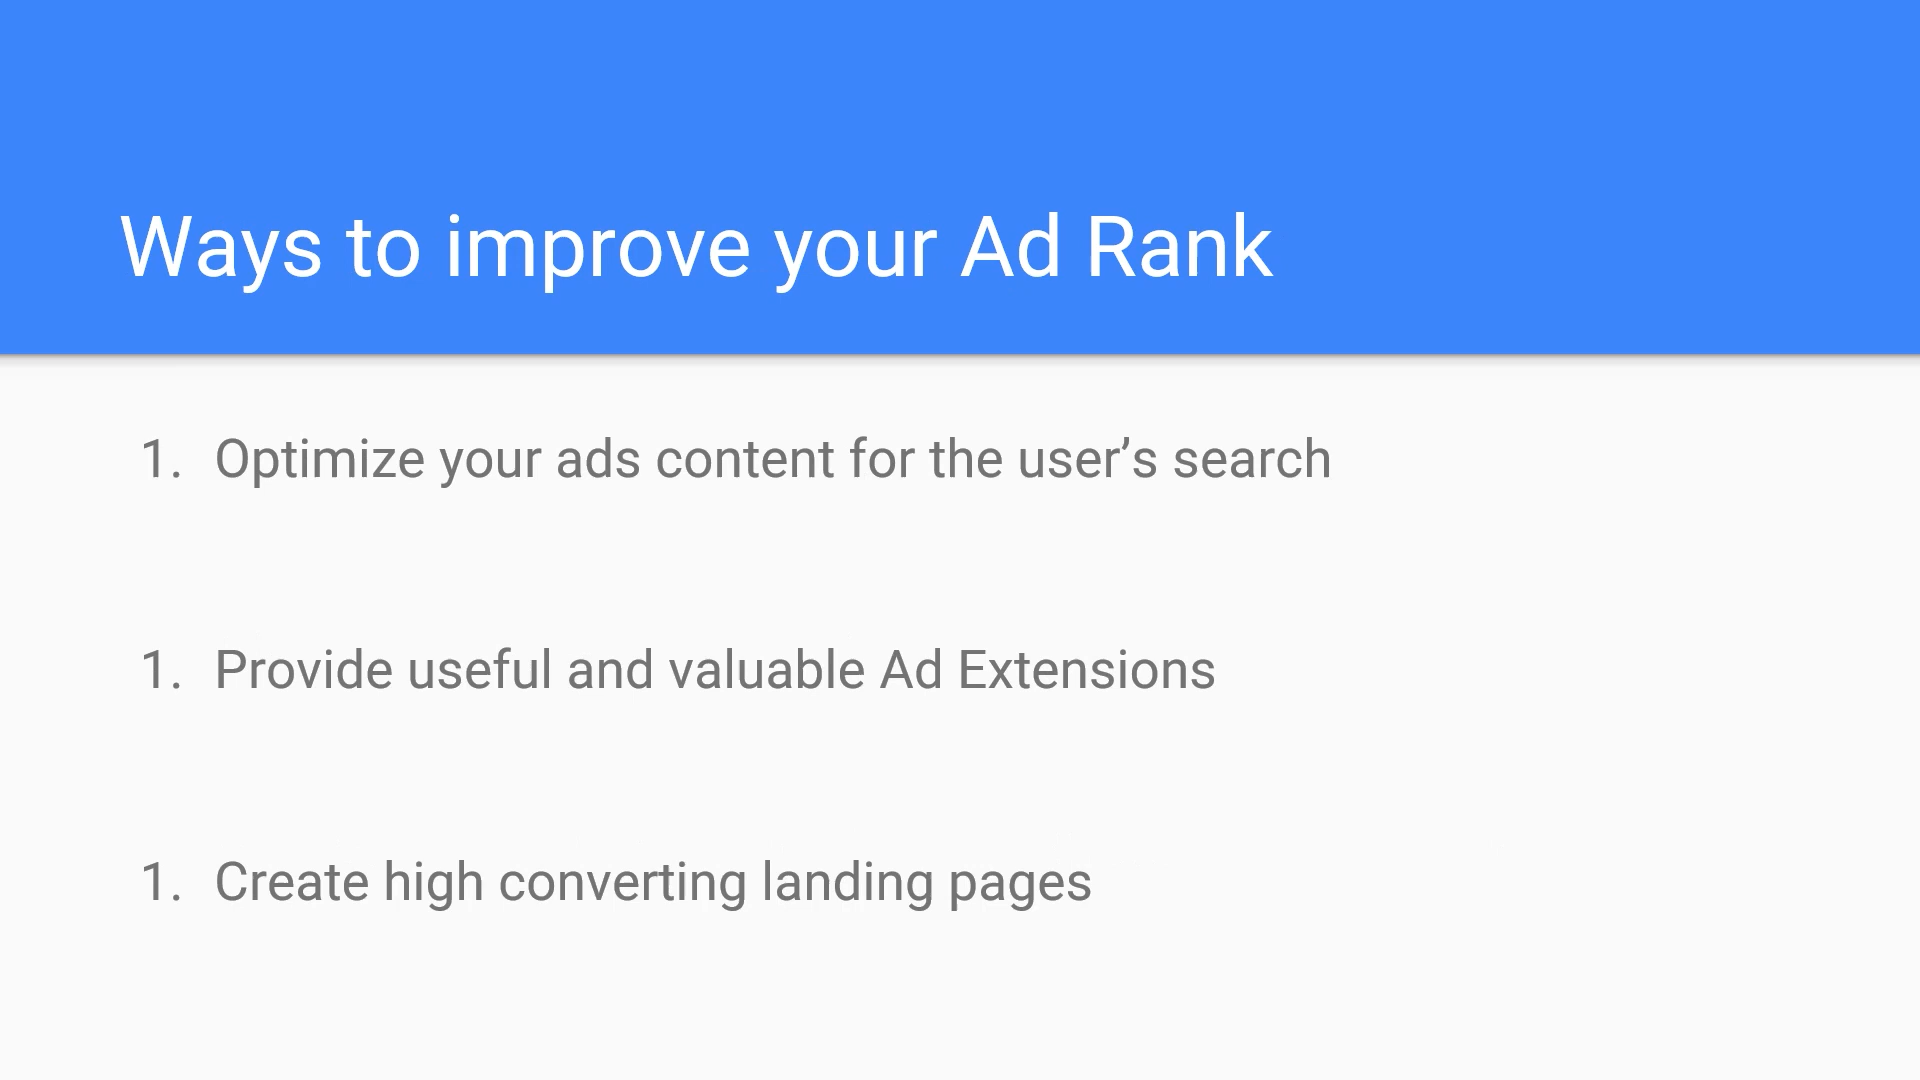 Ways to improve your Ad Rank
1. Optimize your ads content for the user’s search
1. Provide useful and valuable Ad Extensions
1. Create high converting landing pages